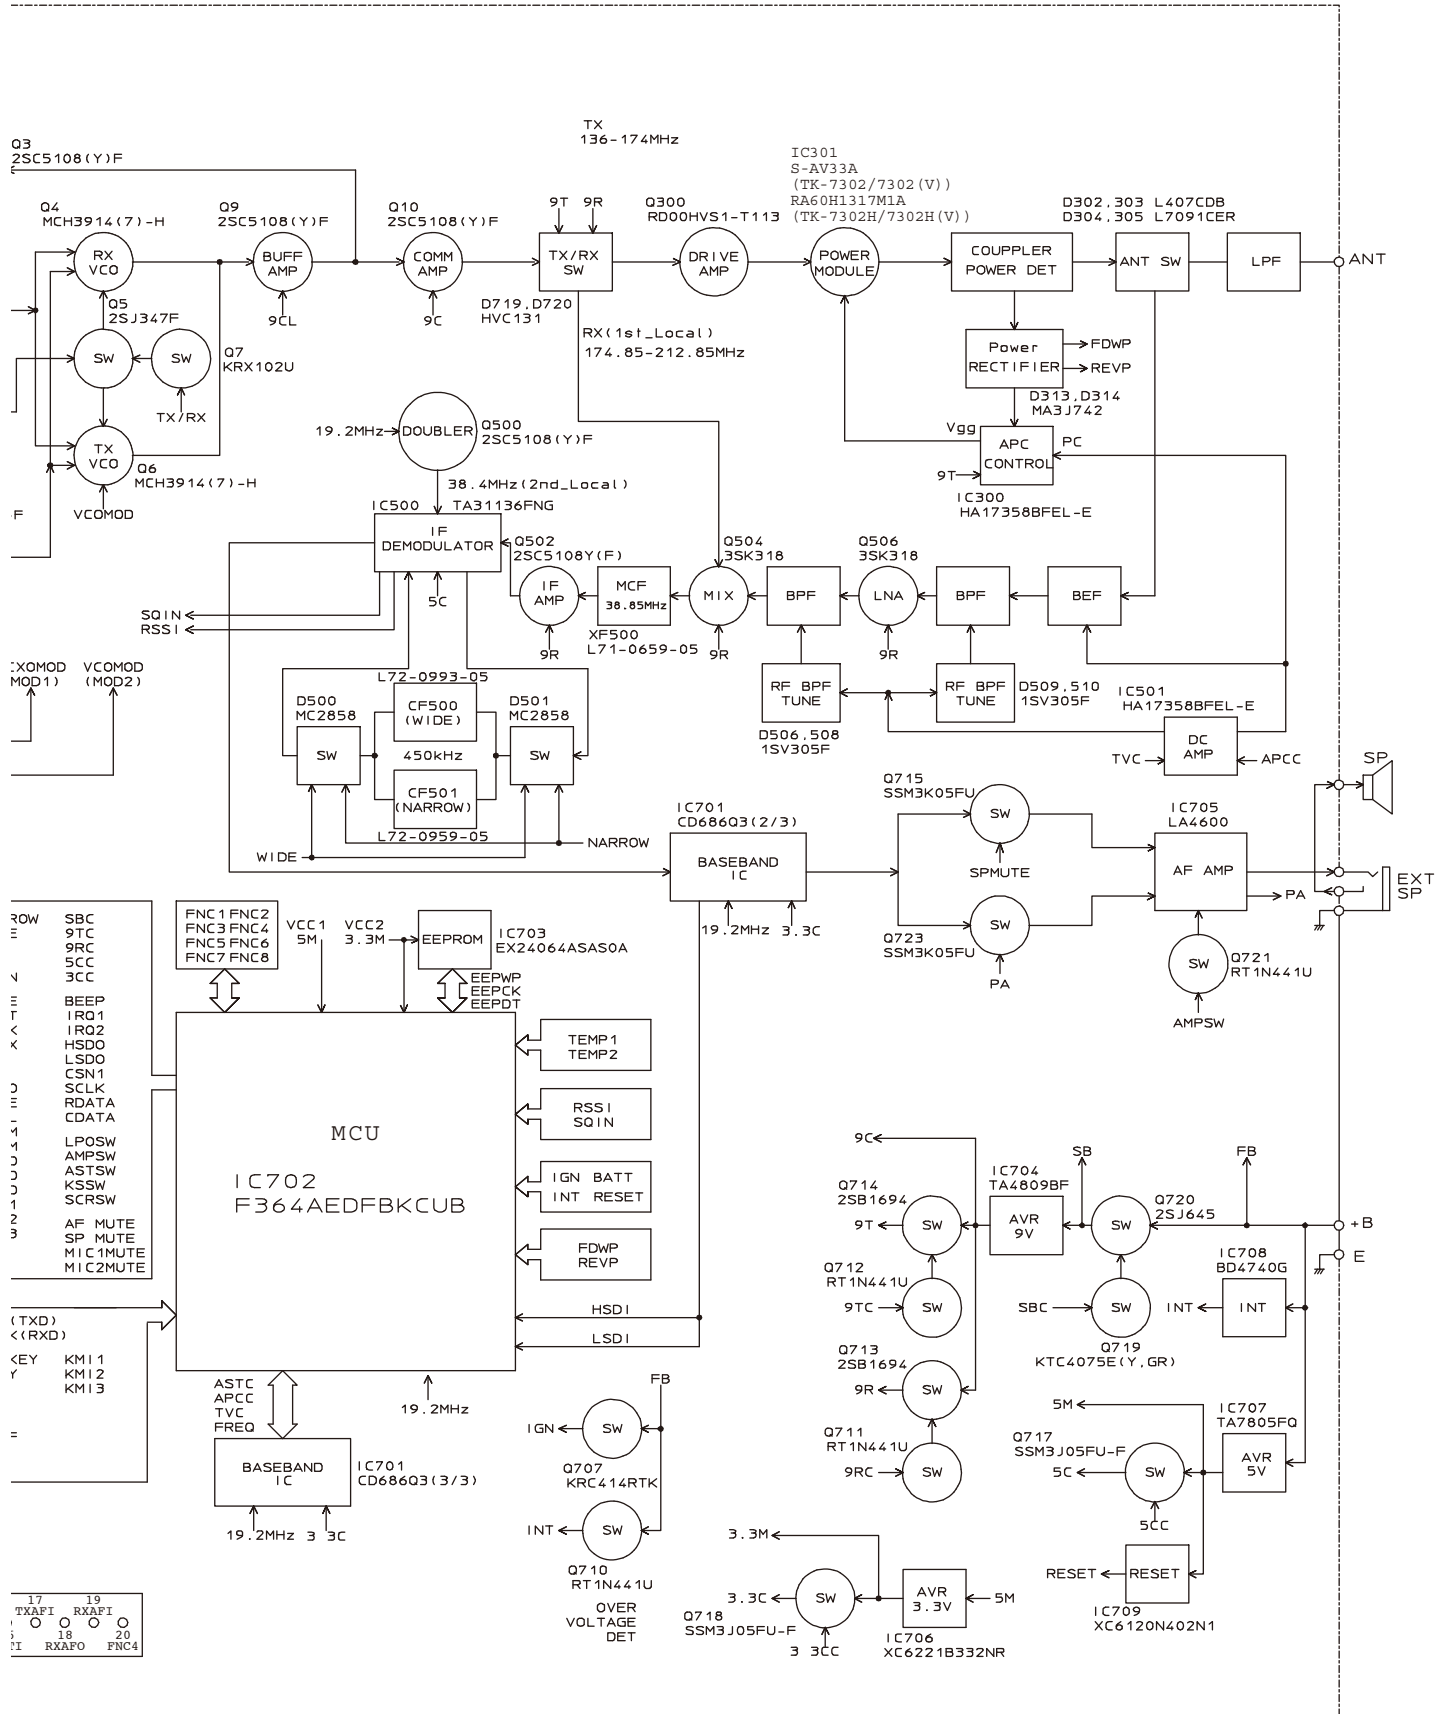 TX
136-174MHz
Q3
2SC5108(Y)F
IC301
S-AV33A
(TK-7302/7302(V))
RA60H1317M1A
(TK-7302H/7302H(V))
Q4
MCH3914(7)-H
Q9
2SC5108(Y)F
Q10
2SC5108(Y)F
9T 9R
Q300
RD00HVS1-T113
D302,303 L407CDB
D304,305 L7091CER
RX
VCO
BUFF
AMP
COMM
AMP
TX/RX
SW
DRIVE
AMP
POWER
MODULE
COUPPLER
POWER DET
ANT SW
LPF
ANT
Q5
2SJ347F
9CL
9C
D719,D720
HVC131
RX(1st_Local)
174.85-212.85MHz
SW
SW
Q7
KRX102U
TX/RX
Power
RECTIFIER
FDWP
REVP
D313,D314
MA3J742
19.2MHz
DOUBLER
Q500
2SC5108(Y)F
Vgg
APC
CONTROL
PC
9T
IC300
HA17358BFEL-E
TX
VCO
Q6
MCH3914(7)-H
VCOMOD
38.4MHz(2nd_Local)
IC500
TA31136FNG
IF
DEMODULATOR
5C
Q502
2SC5108Y(F)
Q504
3SK318
Q506
3SK318
IF
AMP
MCF
38.85MHz
MIX
BPF
LNA
BPF
BEF
SQIN
RSSI
9R
XF500
L71-0659-05
9R
9R
VCOMOD
(MOD2)
MOD1)
L72-0993-05
D500
MC2858
CF500
(WIDE)
D501
MC2858
RF BPF
TUNE
RF BPF
TUNE
D509,510
1SV305F
IC501
HA17358BFEL-E
D506,508
1SV305F
SW
450kHz
SW
CF501
(NARROW)
L72-0959-05
DC
AMP
TVC
APCC
SP
WIDE
NARROW
IC701
CD686Q3(2/3)
BASEBAND
IC
19.2MHz 3.3C
Q715
SSM3K05FU
SW
SPMUTE
Q723
SSM3K05FU
SW
PA
IC705
LA4600
AF AMP
PA
EXT
SP
SW
Q721
RT1N441U
AMPSW
ROW
SBC
9TC
9RC
5CC
3CC
BEEP
IRQ1
IRQ2
HSDO
LSDO
CSN1
SCLK
RDATA
CDATA
LPOSW
AMPSW
ASTSW
KSSW
SCRSW
AF MUTE
SP MUTE
MIC1MUTE
MIC2MUTE
FNC1 FNC2
FNC3 FNC4
FNC5 FNC6
FNC7 FNC8
VCC1
5M
VCC2
3.3M
EEPROM
IC703
EX24064ASAS0A
EEPWP
EEPCK
EEPDT
MCU
IC702
F364AEDFBKCUB
TEMP1
TEMP2
RSSI
SQIN
IGN BATT
INT RESET
FDWP
REVP
HSDI
LSDI
(TXD)
(RXD)
KEY
KMI1
KMI2
KMI3
ASTC
APCC
TVC
FREQ
19.2MHz
BASEBAND
IC
IC701
CD686Q3(3/3)
19.2MHz 3 3C
FB
IGN
SW
Q707
KRC414RTK
INT
SW
Q710
RT1N441U
OVER
VOLTAGE
DET
9C
Q714
2SB1694
9T
SW
IC704
TA4809BF
AVR
9V
SB
SW
Q720
2SJ645
FB
+B
E
Q712
RT1N441U
9TC
SW
SBC
SW
Q719
KTC4075E(Y,GR)
IC708
BD4740G
INT
INT
Q713
2SB1694
9R
SW
Q711
RT1N441U
9RC
SW
5M
Q717
SSM3J05FU-F
5C
SW
5CC
IC707
TA7805FQ
AVR
5V
RESET
RESET
IC709
XC6120N402N1
3.3M
3.3C
SW
Q718
SSM3J05FU-F
3 3CC
AVR
3.3V
5M
IC706
XC6221B332NR
17 19
TXAFI RXAFI
18 20
RXAFO FNC4